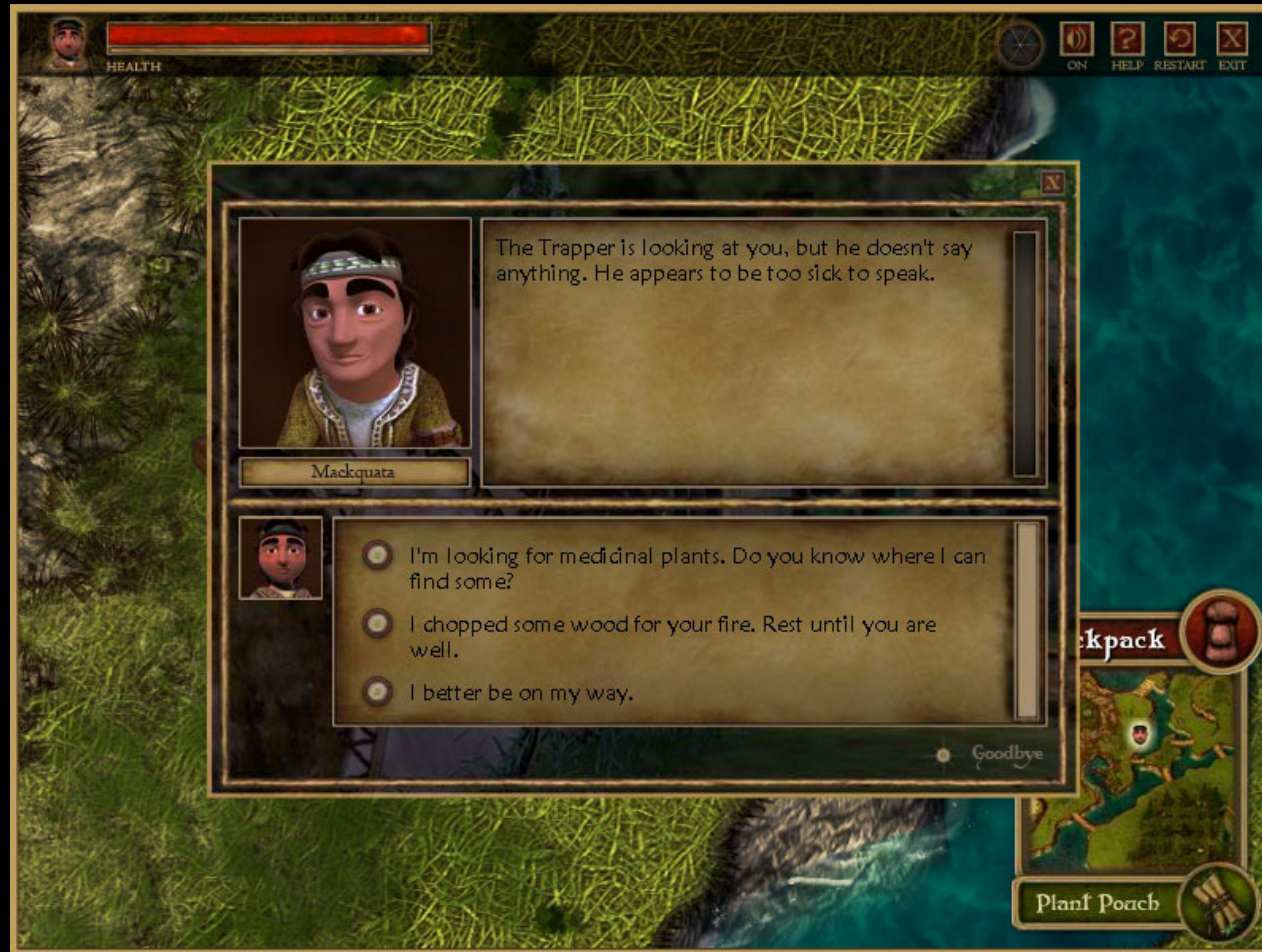 HEALTH
ON
HELP
RESTART
EXIT
X
X
The Trapper is looking at you, but he doesn't say
anything. He appears to be too sick to speak.
Mackquata
I'm looking for medicinal plants. Do you know where I can
find some?
I chopped some wood for your fire. Rest until you are
well.
I better be on my way.
Goodbye
ckpack
Plant Pouch